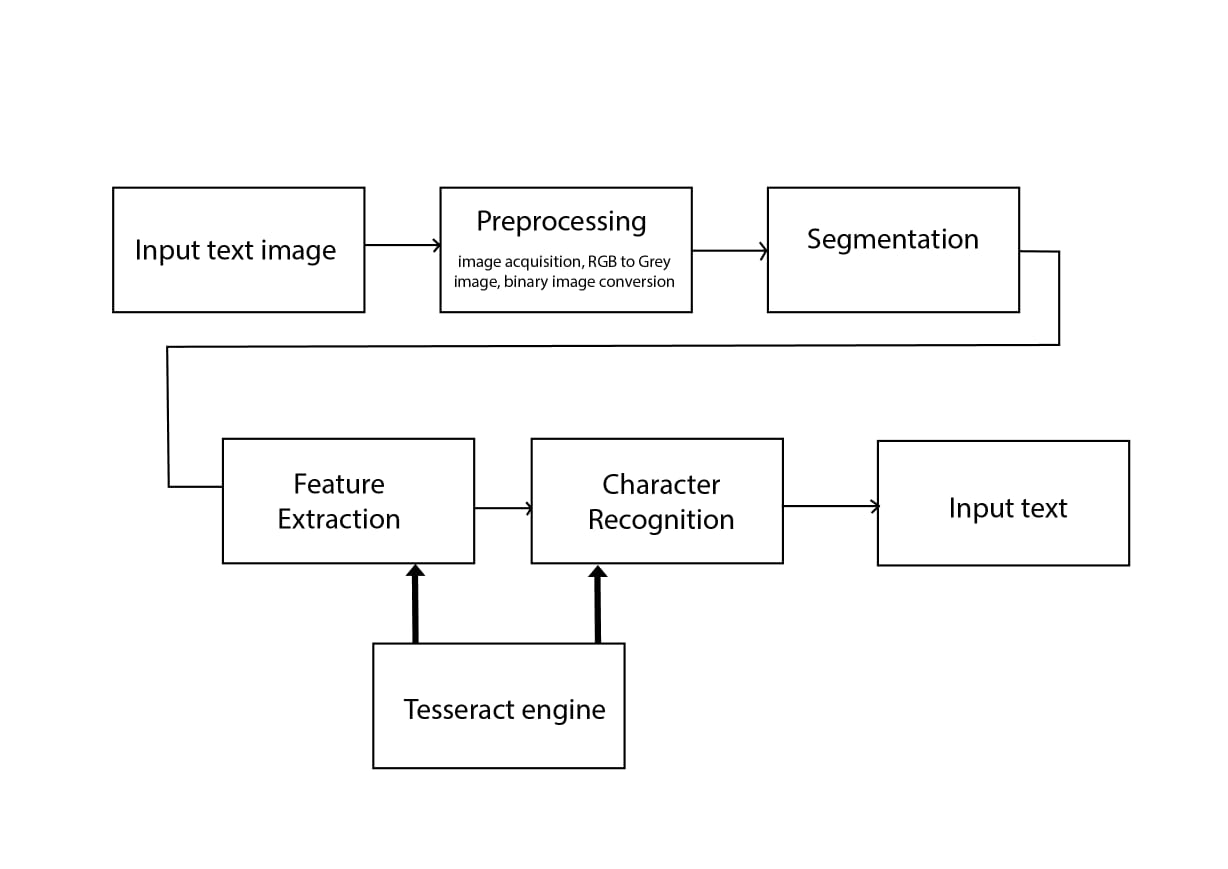 Input text image
Preprocessing
image acquisition, RGB to Grey
image, binary image conversion
Segmentation
Feature
Extraction
Character
Recognition
Input text
Tesseract engine